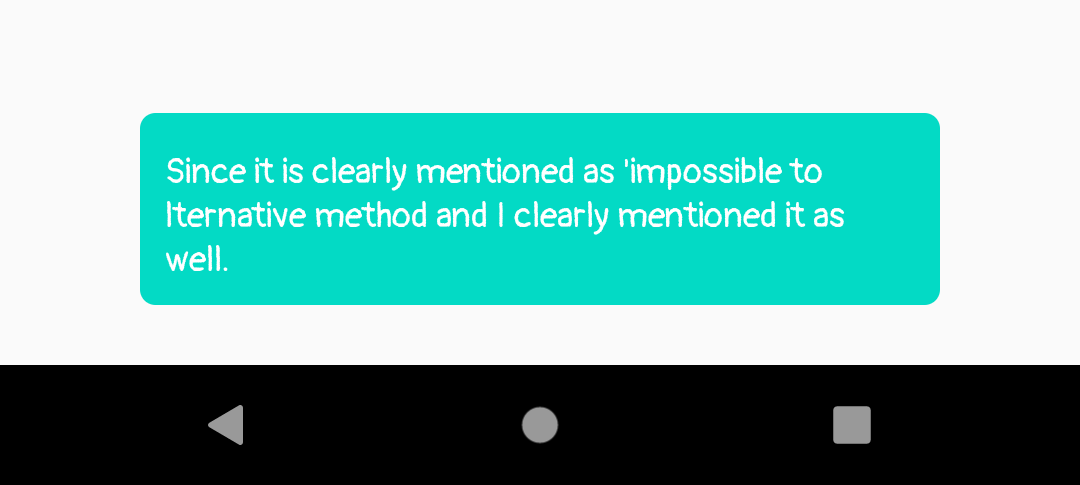 Since it is clearly mentioned as 'impossible to
lternative method and I clearly mentioned it as
well.